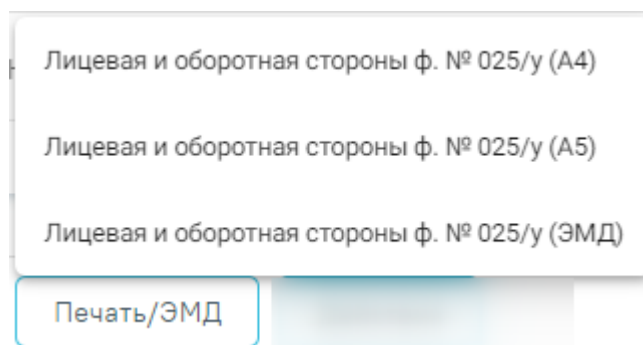 Лицевая и оборотная стороны ф. № 025/у (А4)
Лицевая и оборотная стороны ф. № 025/у (А5)
Лицевая и оборотная стороны ф. № 025/у (ЭМД)
Печать/ЭМД